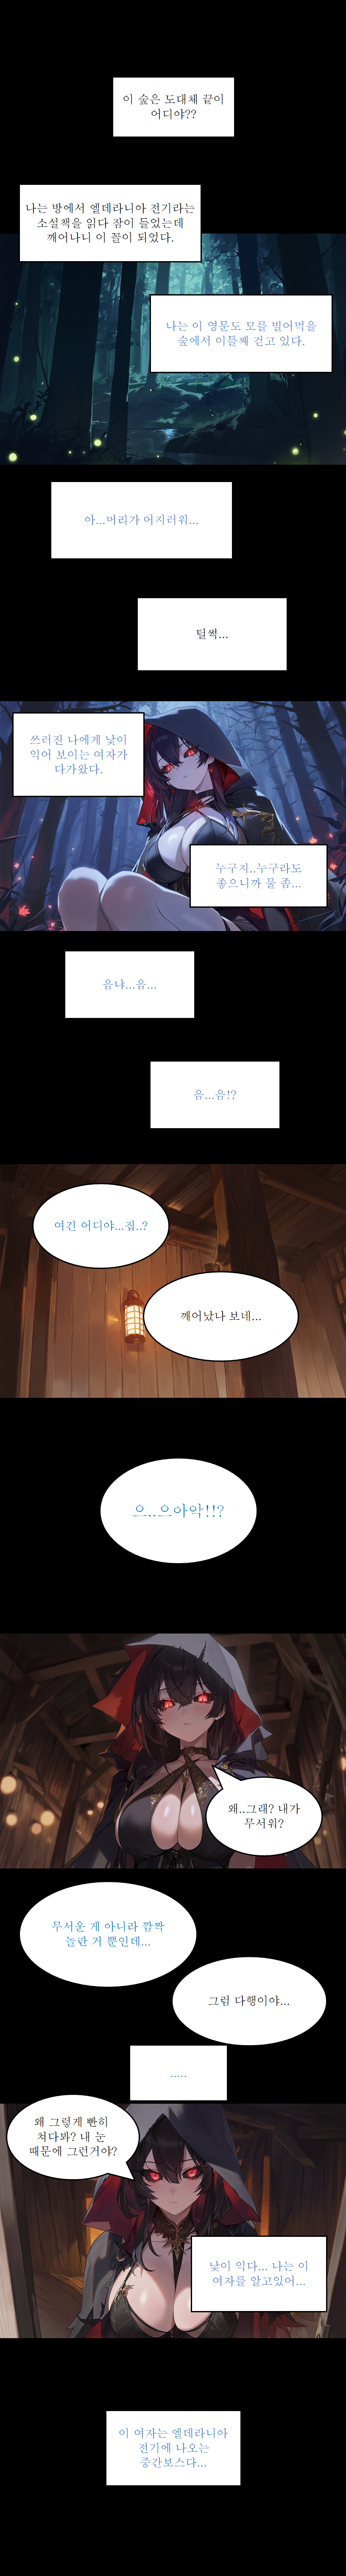 이 숲은 도대체 끝이
어디야??
나는 방에서 엘데라니아 전기라는
소설책을 읽다 잠이 들었는데
깨어나니 이 꼴이 되었다.
나는 이 영문도 모를 빌어먹을
숲에서 이틀째 걷고 있다.
아...머리가 어지러워...
털썩...
쓰러진 나에게 낯이
익어 보이는 여자가
다가왔다.
누구지..누구라도
좋으니까 물 좀...
음냐...음...
음...음!?
여긴 어디야...집..?
깨어났나 보네...
으..으아악!!?
왜..그래? 내가
무서워?
무서운 게 아니라 깜짝
놀란 거 뿐인데...
그럼 다행이야...
.....
왜 그렇게 빤히
쳐다봐? 내 눈
때문에 그런거야?
낯이 익다... 나는 이
여자를 알고있어...
이 여자는 엘데라니아
전기에 나오는
중간보스다...